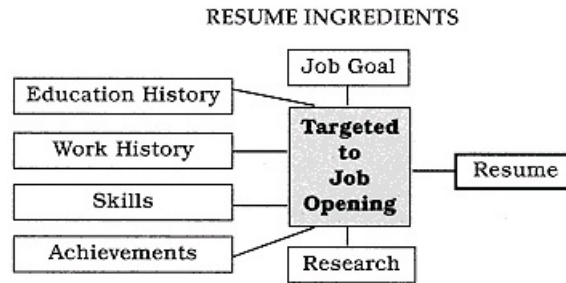 RESUME INGREDIENTS
Job Goal
Education History
Work History
Skills
Achievements
Targeted
to
Job
Opening
Resume
Research